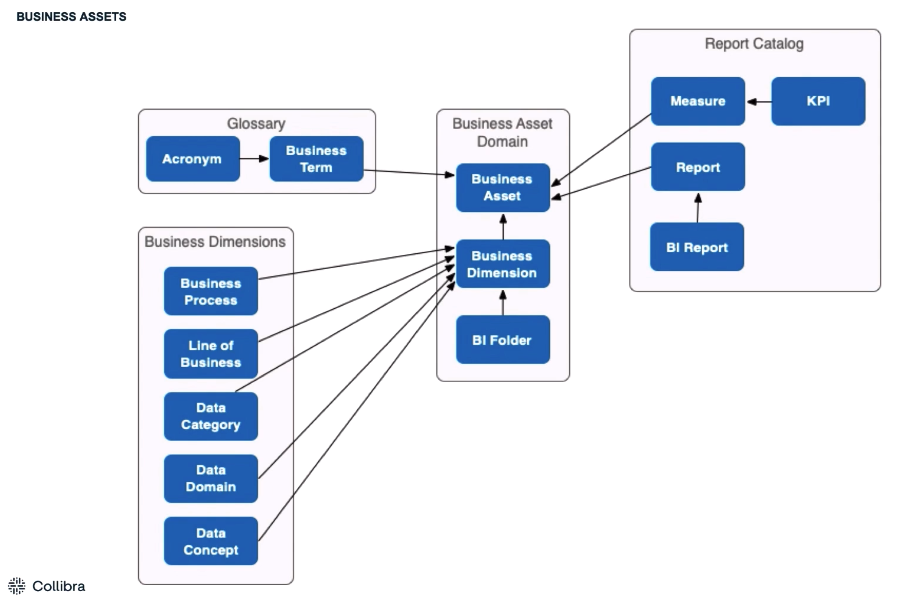 BUSINESS ASSETS
Report Catalog
Measure
KPI
Report
BI Report
Glossary
Acronym
Business
Term
Business Asset
Domain
Business
Asset
Business
Dimension
BI Folder
Business Dimensions
Business
Process
Line of
Business
Data
Category
Data
Domain
Data
Concept
Collibra